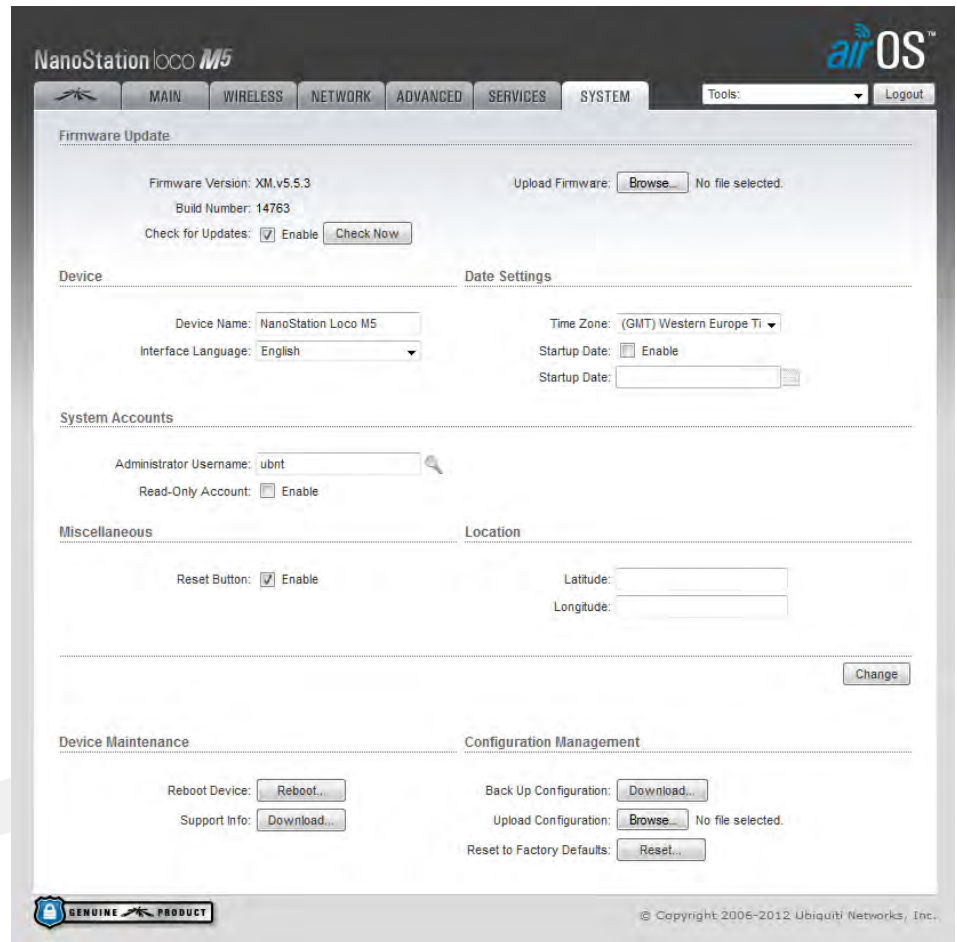 NanoStation loco M5
airOS™
MAIN WIRELESS NETWORK ADVANCED SERVICES SYSTEM
Tools: Logout
Firmware Update
Firmware Version: XM.v5.5.3
Upload Firmware: Browse... No file selected.
Build Number: 14763
Check for Updates: Enable Check Now
Device
Date Settings
Device Name: NanoStation Loco M5
Time Zone: (GMT) Western Europe Ti
Interface Language: English
Startup Date: Enable
Startup Date:
System Accounts
Administrator Username: ubnt
Read-Only Account: Enable
Miscellaneous
Location
Reset Button: Enable
Latitude:
Longitude:
Change
Device Maintenance
Configuration Management
Reboot Device: Reboot...
Back Up Configuration: Download...
Support Info: Download...
Upload Configuration: Browse... No file selected.
Reset to Factory Defaults: Reset...
GENUINE PRODUCT
© Copyright 2006-2012 Ubiquiti Networks, Inc.